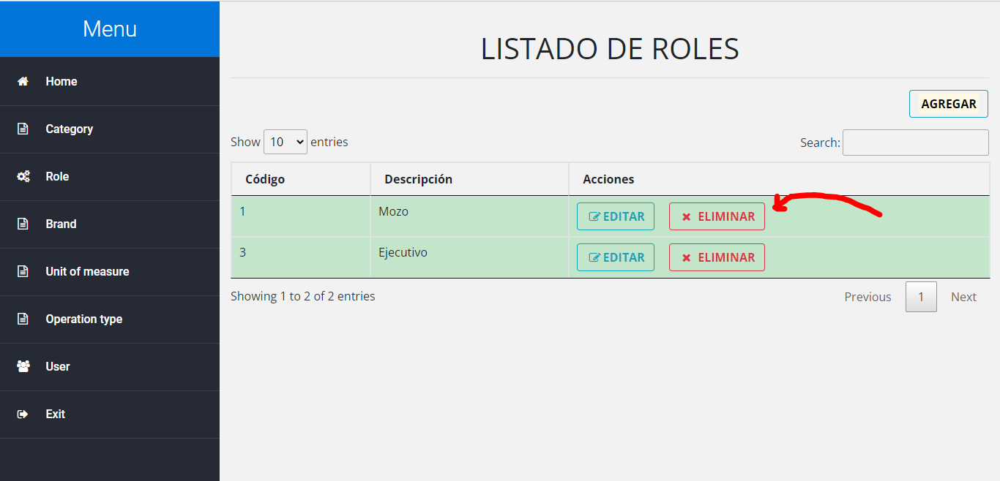 Menu
Home
Category
Role
Brand
Unit of measure
Operation type
User
Exit
LISTADO DE ROLES
AGREGAR
Show 10 entries Search:
Código Descripción Acciones
1 Mozo EDITAR ELIMINAR
3 Ejecutivo EDITAR ELIMINAR
Showing 1 to 2 of 2 entries Previous 1 Next